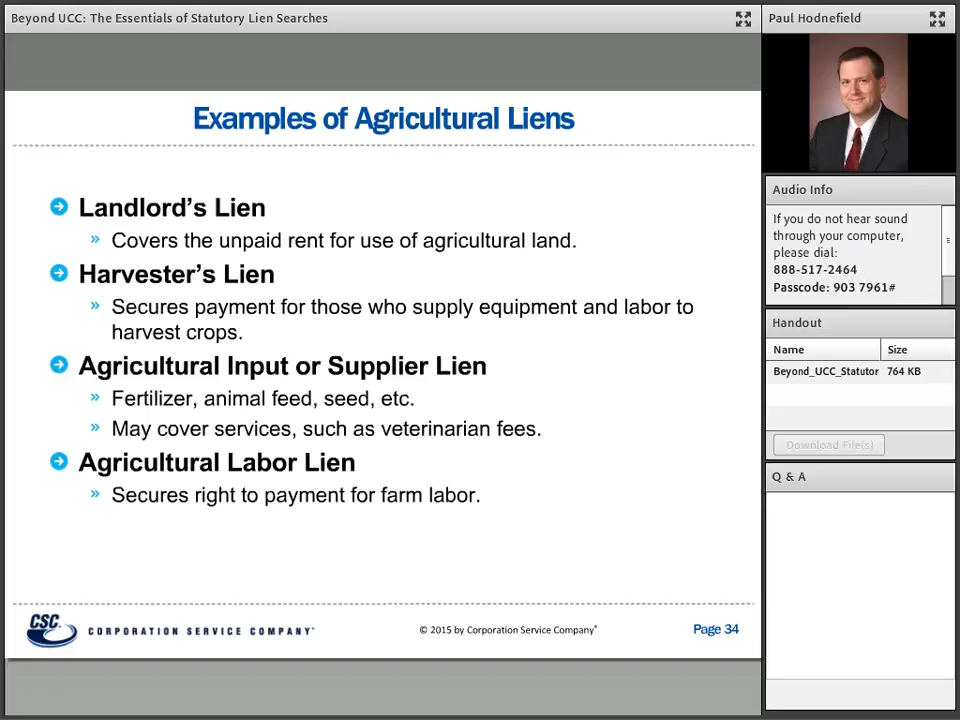 Beyond UCC: The Essentials of Statutory Lien Searches
Paul Hodnefield
Examples of Agricultural Liens
Landlord's Lien
» Covers the unpaid rent for use of agricultural land.
Harvester's Lien
» Secures payment for those who supply equipment and labor to
harvest crops.
Agricultural Input or Supplier Lien
» Fertilizer, animal feed, seed, etc.
» May cover services, such as veterinarian fees.
Agricultural Labor Lien
» Secures right to payment for farm labor.
CSC.
CORPORATION SERVICE COMPANY®
© 2015 by Corporation Service Company®
Page 34
Audio Info
If you do not hear sound
through your computer,
please dial:
888-517-2464
Passcode: 903 7961#
Handout
Name Size
Beyond_UCC_Statutor 764 KB
Download File(s)
Q & A